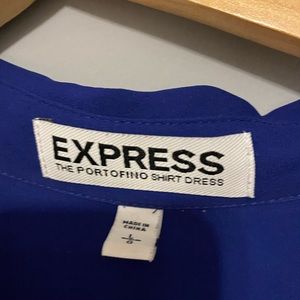 EXPRESS
THE PORTOFINO SHIRT DRESS
MADE IN
CHINA
L
G